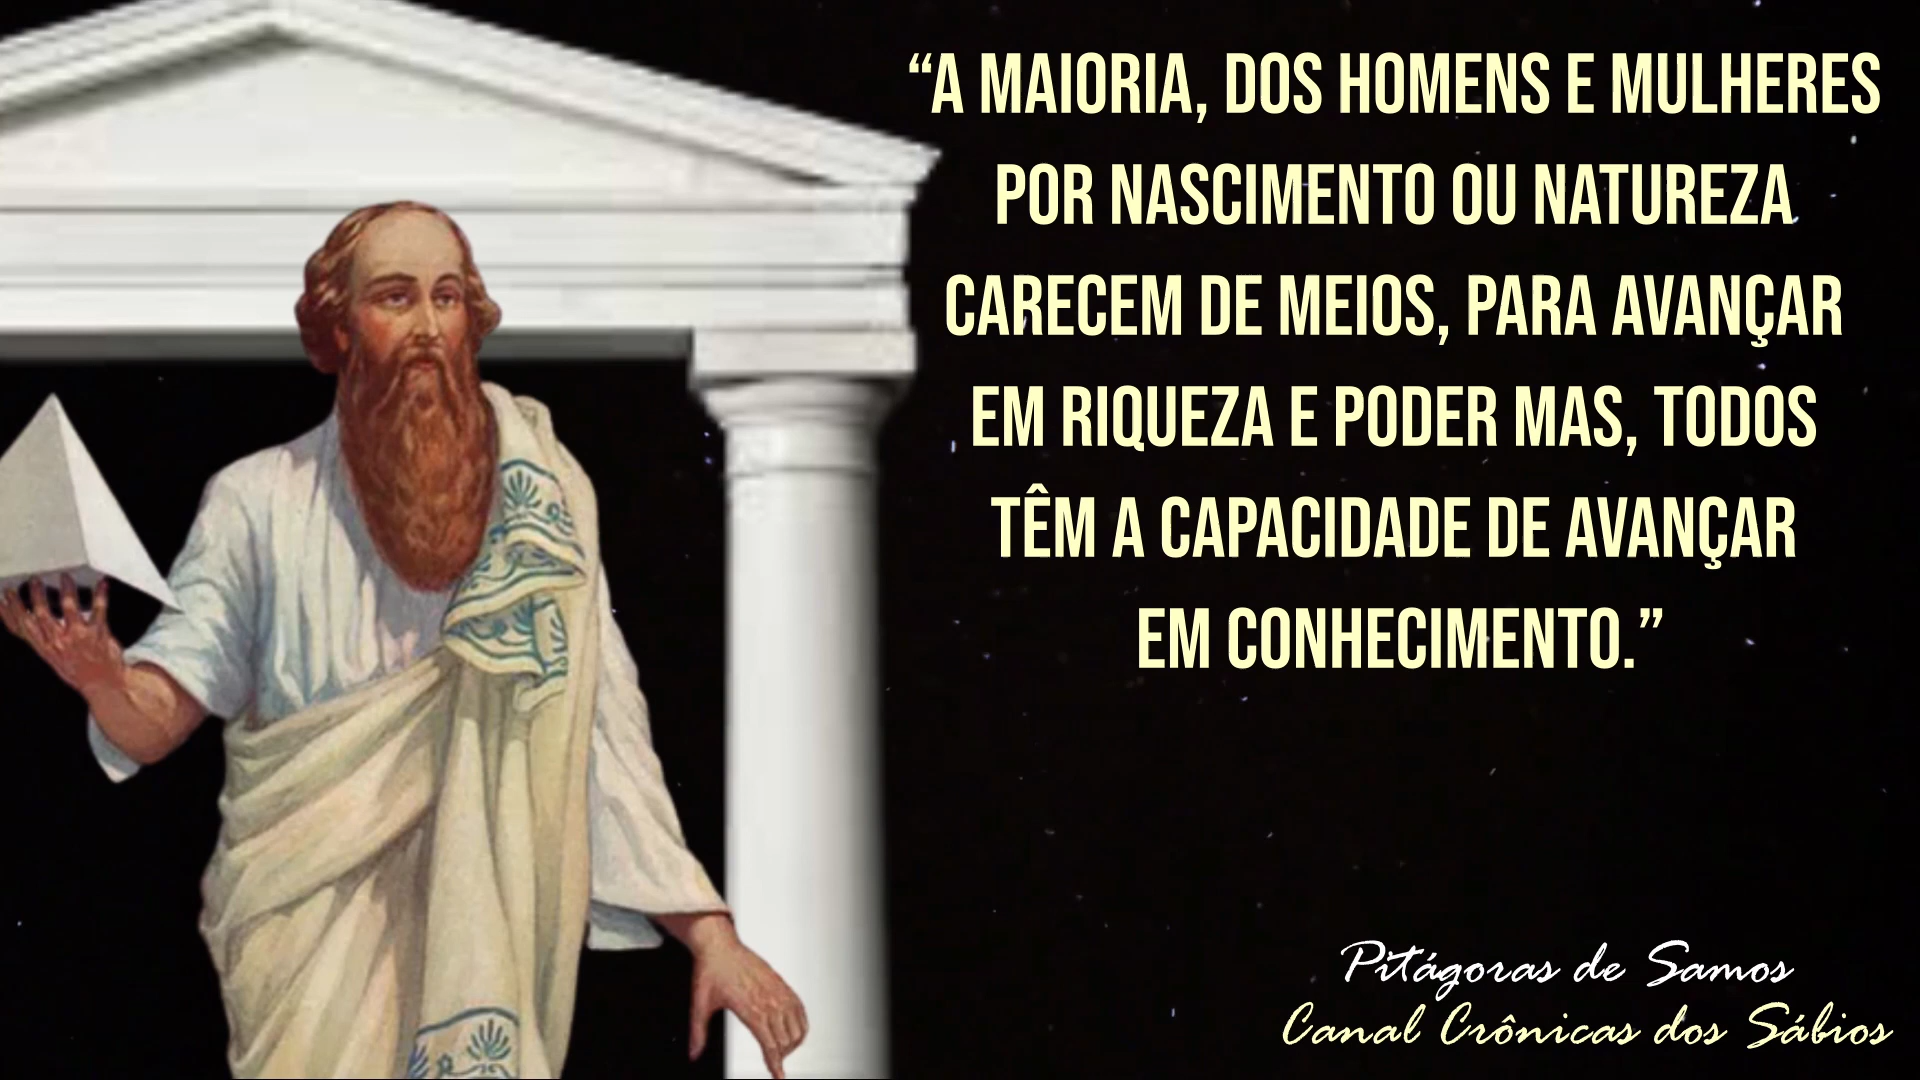 “A MAIORIA, DOS HOMENS E MULHERES
POR NASCIMENTO OU NATUREZA
CARECEM DE MEIOS, PARA AVANÇAR
EM RIQUEZA E PODER MAS, TODOS
TÊM A CAPACIDADE DE AVANÇAR
EM CONHECIMENTO.”
Pitágoras de Samos
Canal Crônicas dos Sábios